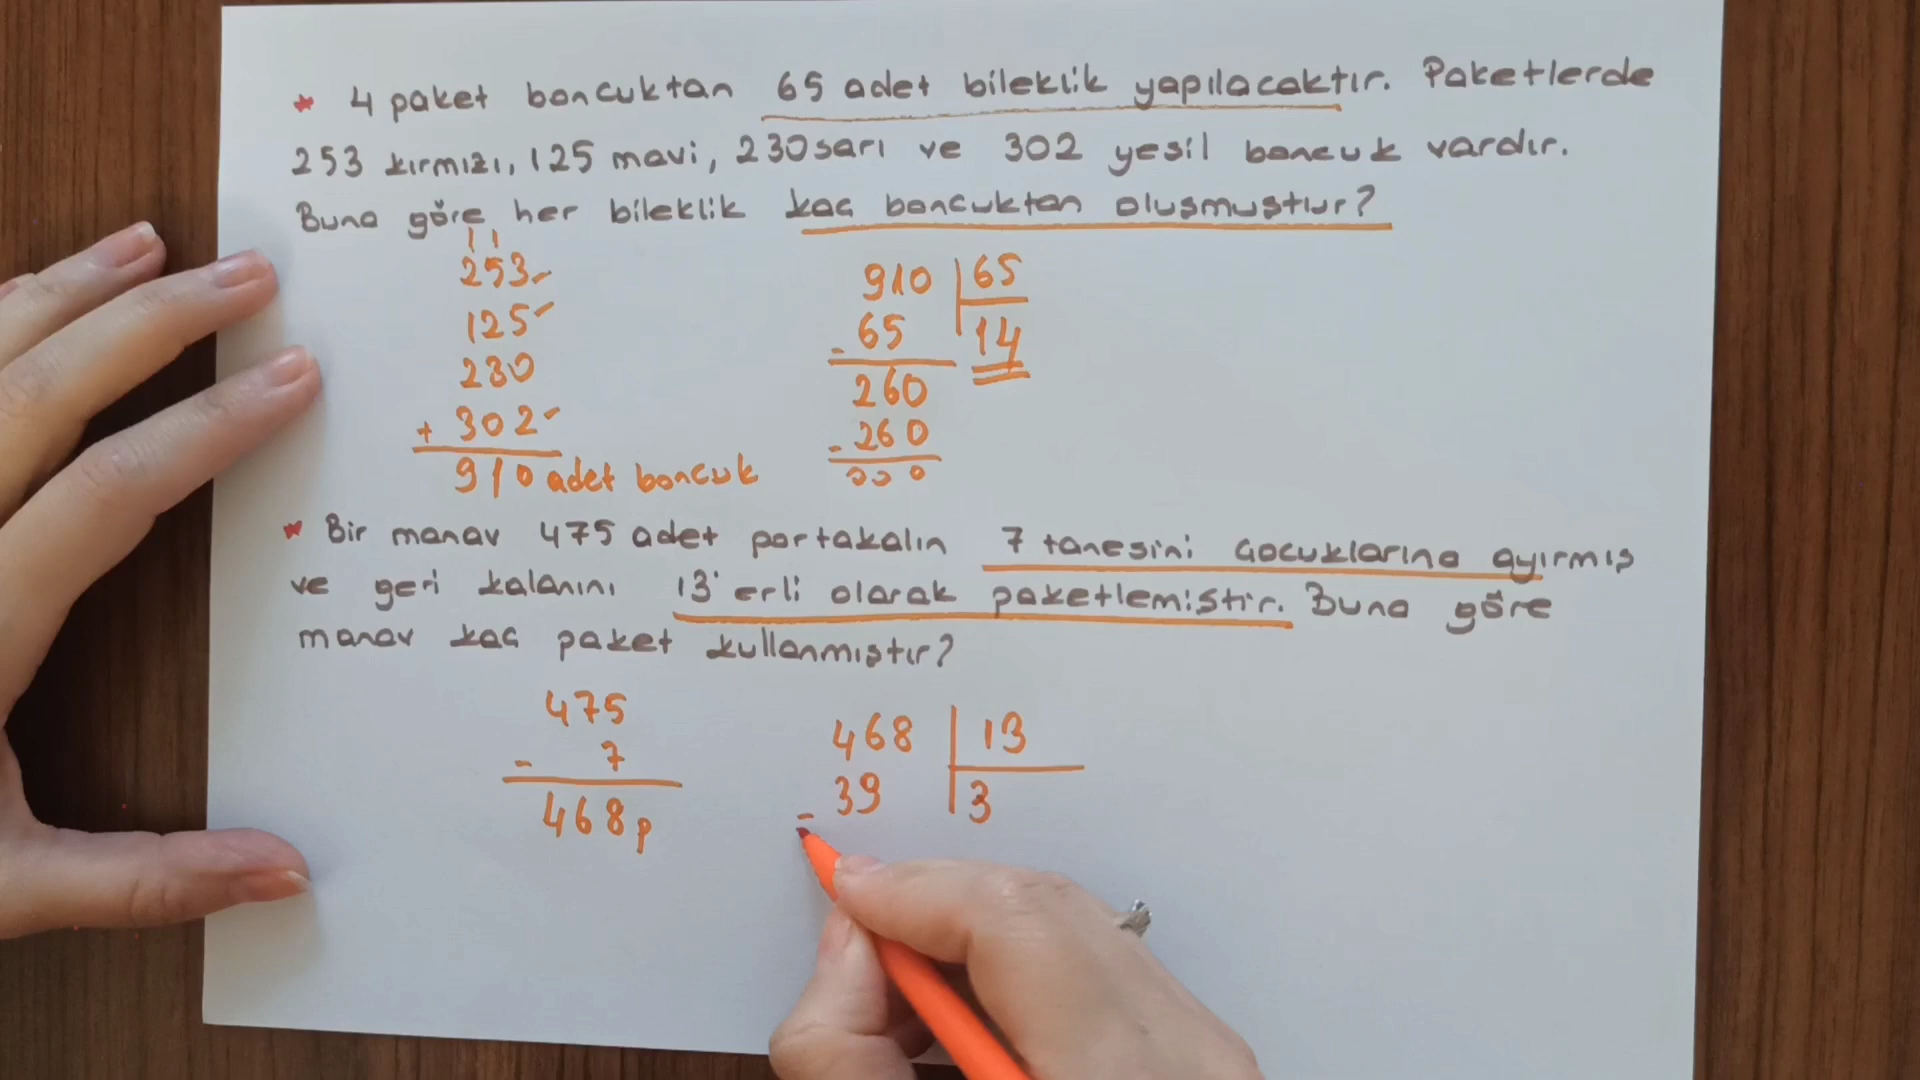 * 4 paket boncuktan 65 adet bileklik yapılacaktır. Paketlerde
253 kırmızı, 125 mavi, 230 sarı ve 302 yeşil boncuk vardır.
Buna göre her bileklik kaç boncuktan oluşmuştur?
1 1
253
125
230
+ 302
910 adet boncuk
910 | 65
- 65 14
260
- 260
000
* Bir manav 475 adet portakalın 7 tanesini çocuklarına ayırmış
ve geri kalanını 13'erli olarak paketlemiştir. Buna göre
manav kaç paket kullanmıştır?
475
- 7
468 p
468 | 13
- 39 3